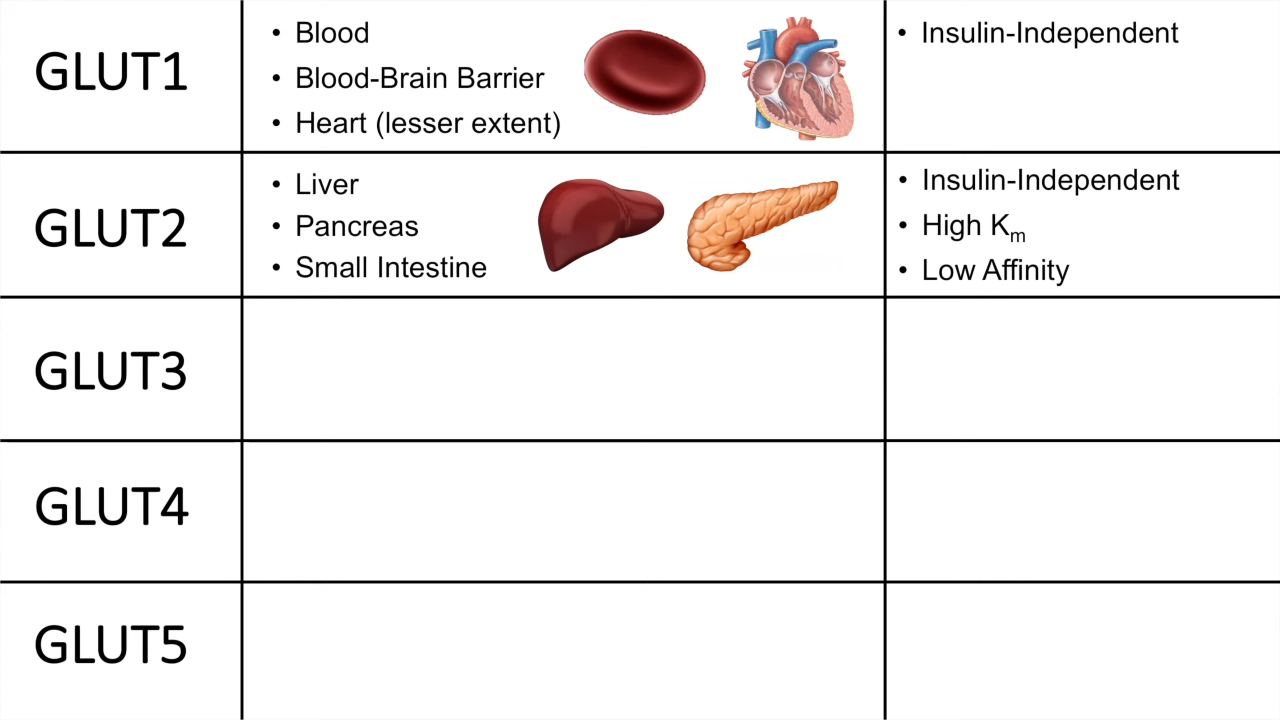 GLUT1
• Blood
• Blood-Brain Barrier
• Heart (lesser extent)
• Insulin-Independent
GLUT2
• Liver
• Pancreas
• Small Intestine
• Insulin-Independent
• High Km
• Low Affinity
GLUT3
GLUT4
GLUT5